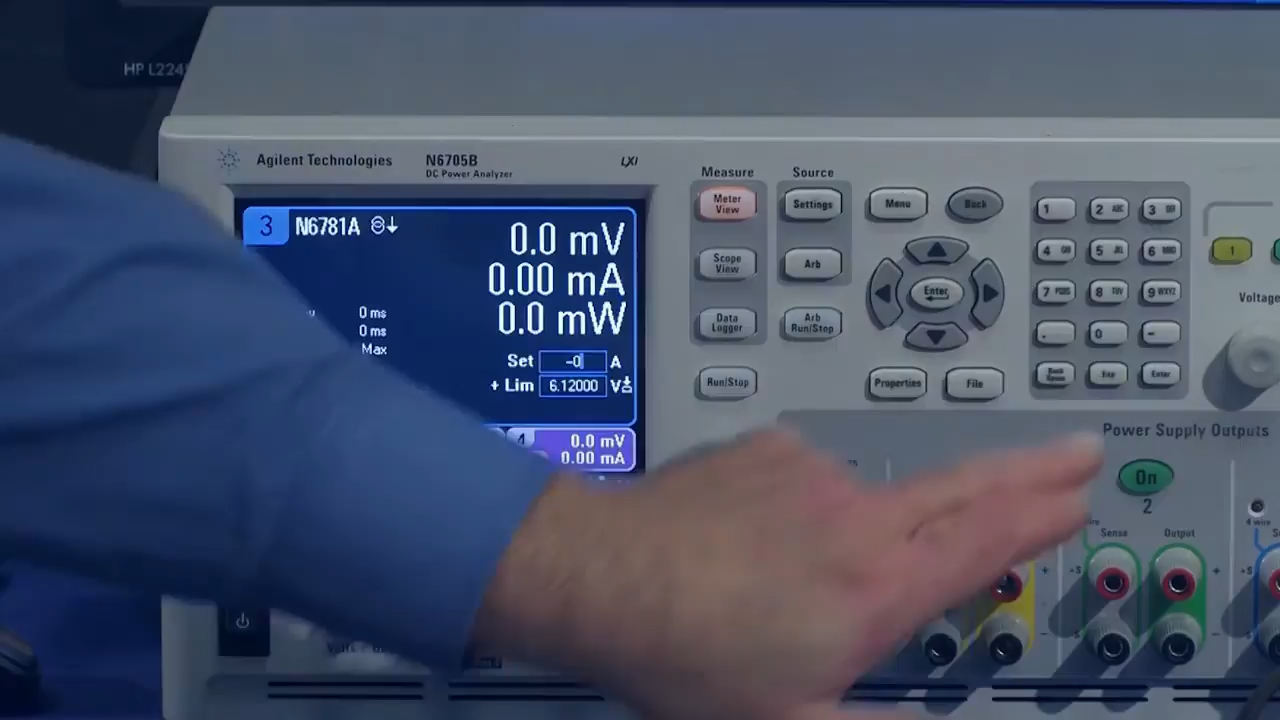 HP L224
Agilent Technologies N6705B LXI
DC Power Analyzer
3 N6781A
0.0 mV
0.00 mA
0.0 mW
0 ms
0 ms
Max
Set -0 A
+ Lim 6.12000 V
4 0.0 mV
0.00 mA
Measure Source
Meter View
Settings
Menu
Back
Scope View
Arb
Enter
Data Logger
Arb Run/Stop
Run/Stop
Properties
File
1 2 ABC 3 DEF
4 GHI 5 JKL 6 MNO
7 PQRS 8 TUV 9 WXYZ
. 0 -
Back Space Exp Enter
1
Voltage
Power Supply Outputs
On
2
4 wire
Sense Output
+S + +S
- -